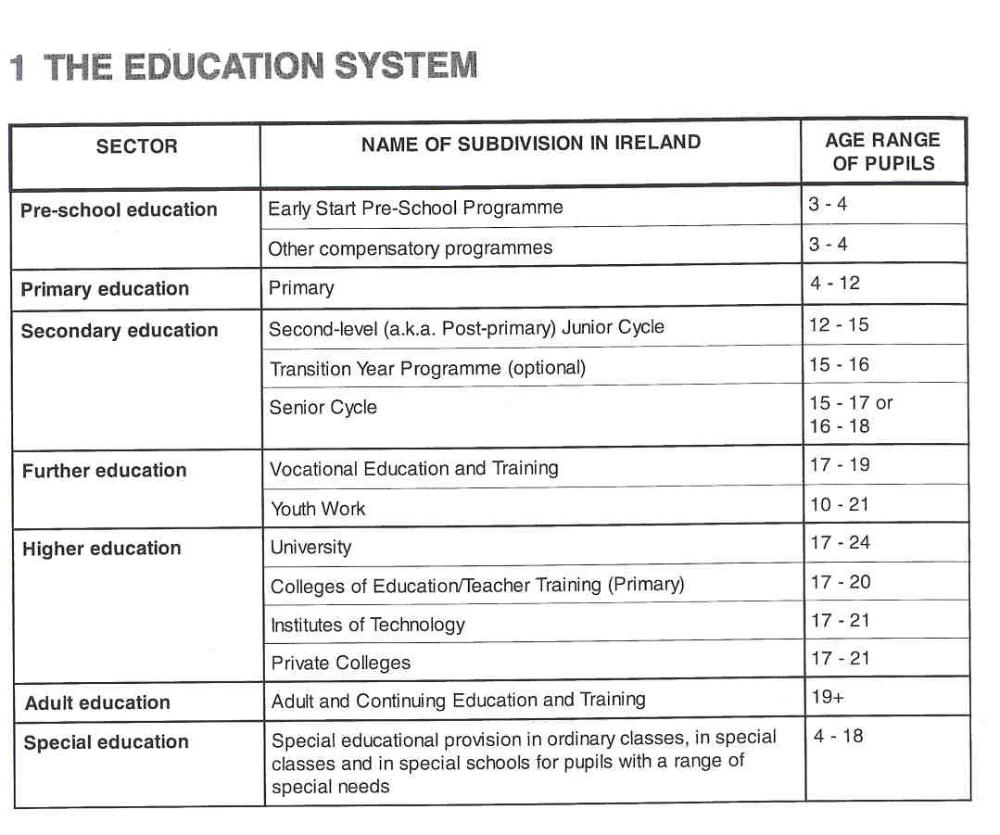 1 THE EDUCATION SYSTEM
SECTOR
NAME OF SUBDIVISION IN IRELAND
AGE RANGE
OF PUPILS
Pre-school education
Early Start Pre-School Programme
3 - 4
Other compensatory programmes
3 - 4
Primary education
Primary
4 - 12
Secondary education
Second-level (a.k.a. Post-primary) Junior Cycle
12 - 15
Transition Year Programme (optional)
15 - 16
Senior Cycle
15 - 17 or
16 - 18
Further education
Vocational Education and Training
17 - 19
Youth Work
10 - 21
Higher education
University
17 - 24
Colleges of Education/Teacher Training (Primary)
17 - 20
Institutes of Technology
17 - 21
Private Colleges
17 - 21
Adult education
Adult and Continuing Education and Training
19+
Special education
Special educational provision in ordinary classes, in special
classes and in special schools for pupils with a range of
special needs
4 - 18